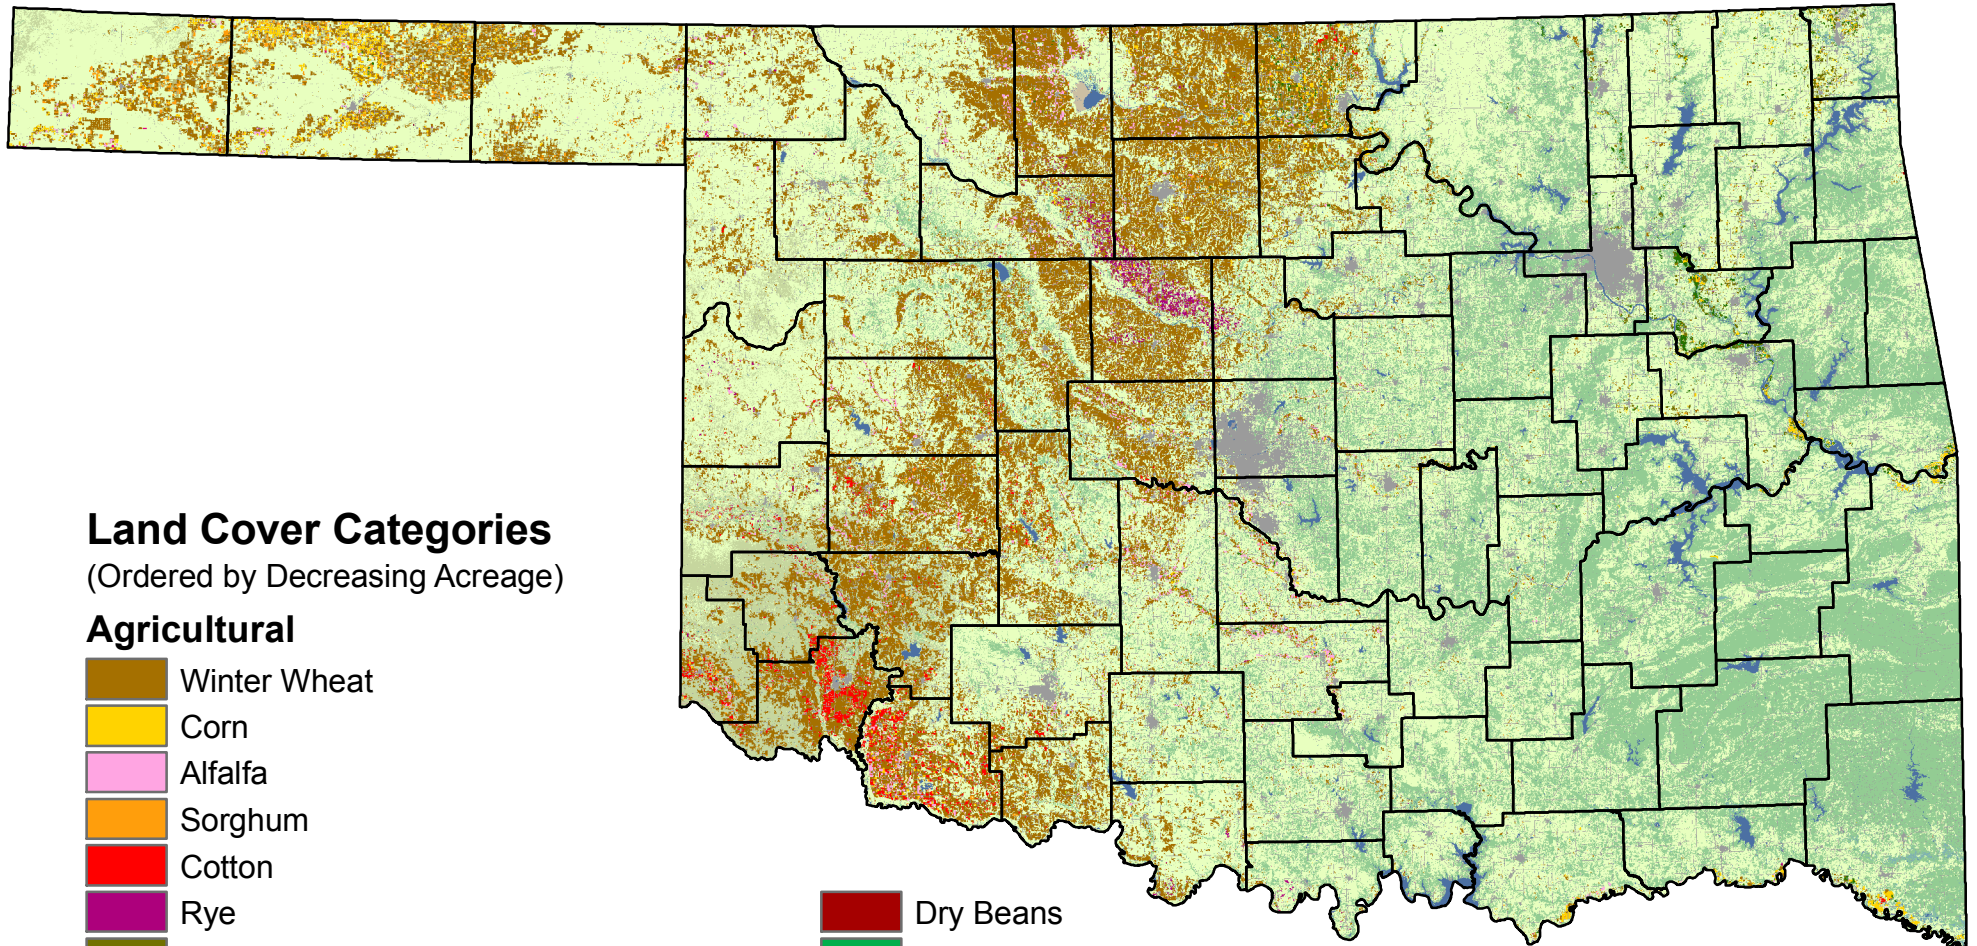 Land Cover Categories
(Ordered by Decreasing Acreage)
Agricultural
Winter Wheat
Corn
Alfalfa
Sorghum
Cotton
Rye
Dry Beans